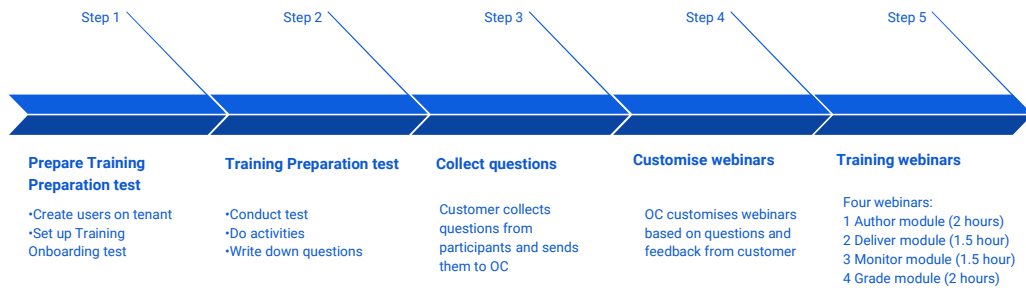 Step 1
Step 2
Step 3
Step 4
Step 5
Prepare Training
Preparation test
•Create users on tenant
•Set up Training
Onboarding test
Training Preparation test
•Conduct test
•Do activities
•Write down questions
Collect questions
Customer collects
questions from
participants and sends
them to OC
Customise webinars
OC customises webinars
based on questions and
feedback from customer
Training webinars
Four webinars:
1 Author module (2 hours)
2 Deliver module (1.5 hour)
3 Monitor module (1.5 hour)
4 Grade module (2 hours)